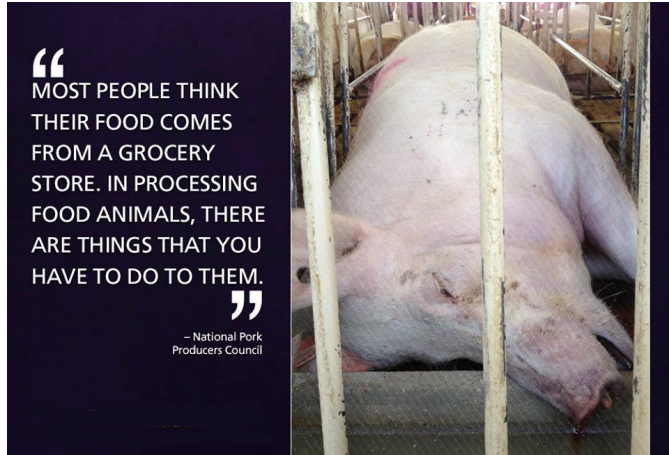 “
MOST PEOPLE THINK
THEIR FOOD COMES
FROM A GROCERY
STORE. IN PROCESSING
FOOD ANIMALS, THERE
ARE THINGS THAT YOU
HAVE TO DO TO THEM.
”
– National Pork
Producers Council